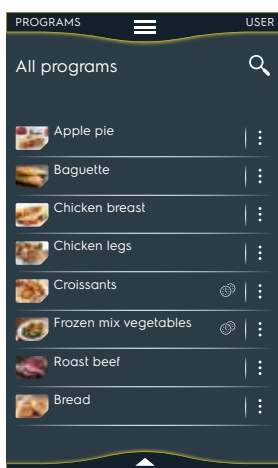 PROGRAMS USER
All programs
Apple pie
Baguette
Chicken breast
Chicken legs
Croissants
Frozen mix vegetables
Roast beef
Bread